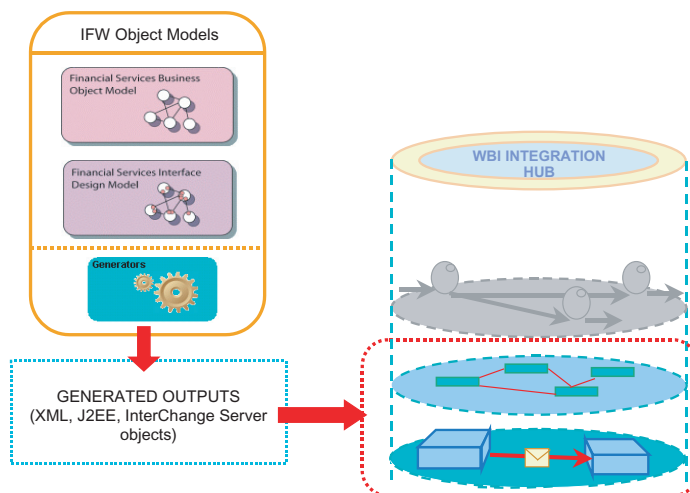 IFW Object Models
Financial Services Business
Object Model
Financial Services Interface
Design Model
Generators
GENERATED OUTPUTS
(XML, J2EE, InterChange Server
objects)
WBI INTEGRATION
HUB